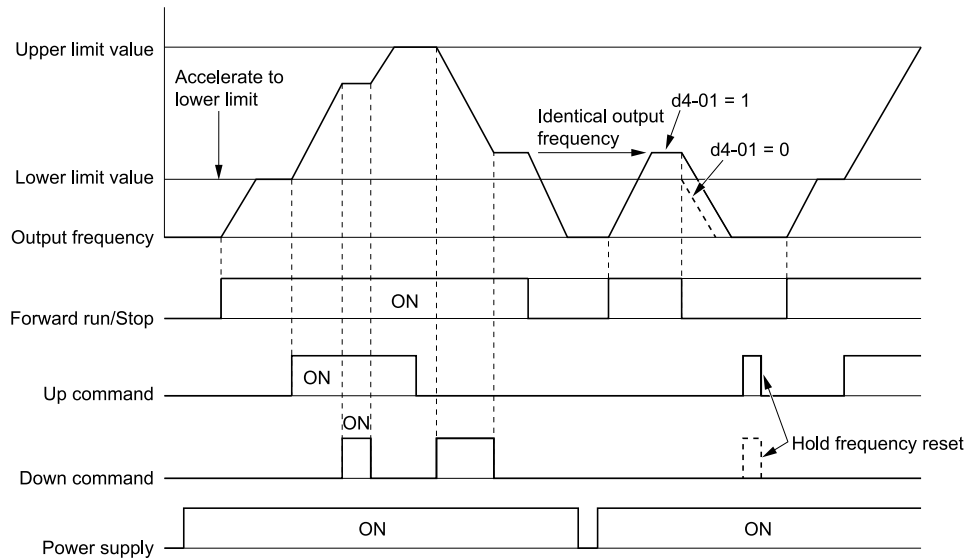 Upper limit value
Accelerate to
lower limit
Identical output
frequency
d4-01 = 1
d4-01 = 0
Lower limit value
Output frequency
ON
Forward run/Stop
ON
Up command
ON
Hold frequency reset
Down command
ON
ON
Power supply